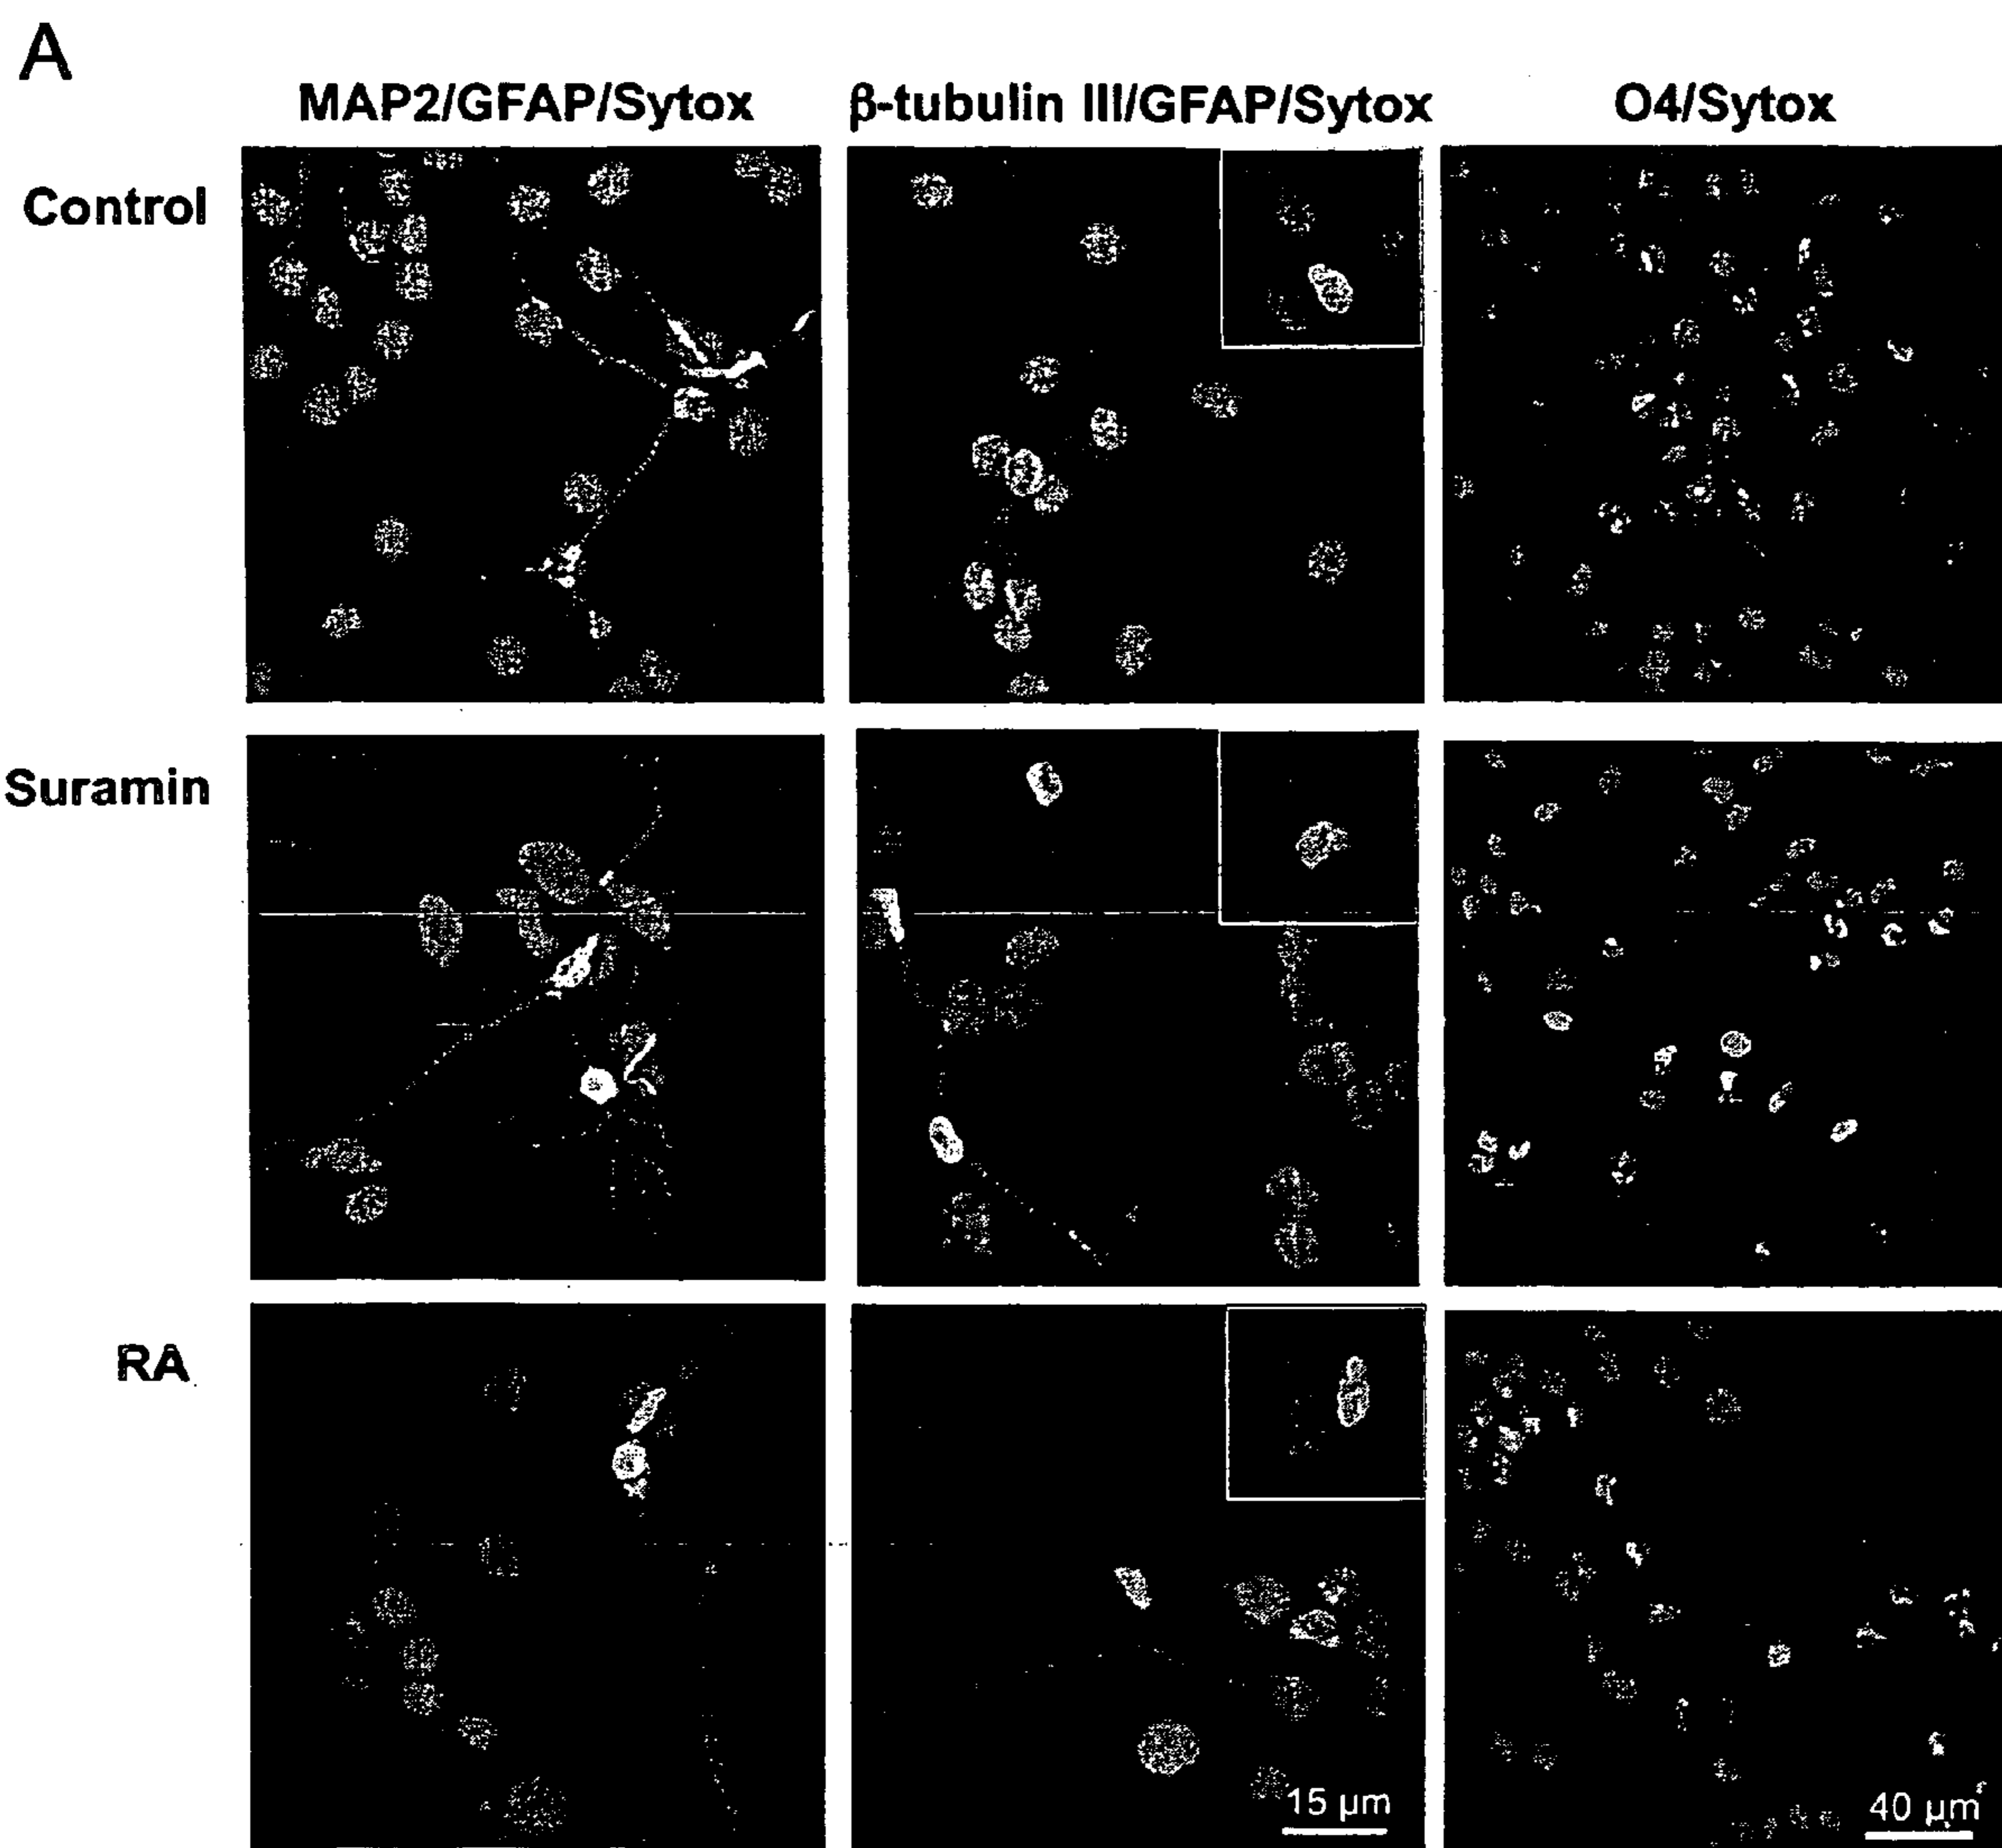 A
MAP2/GFAP/Sytox
β-tubulin III/GFAP/Sytox
O4/Sytox
Control
Suramin
RA
15 µm
40 µm